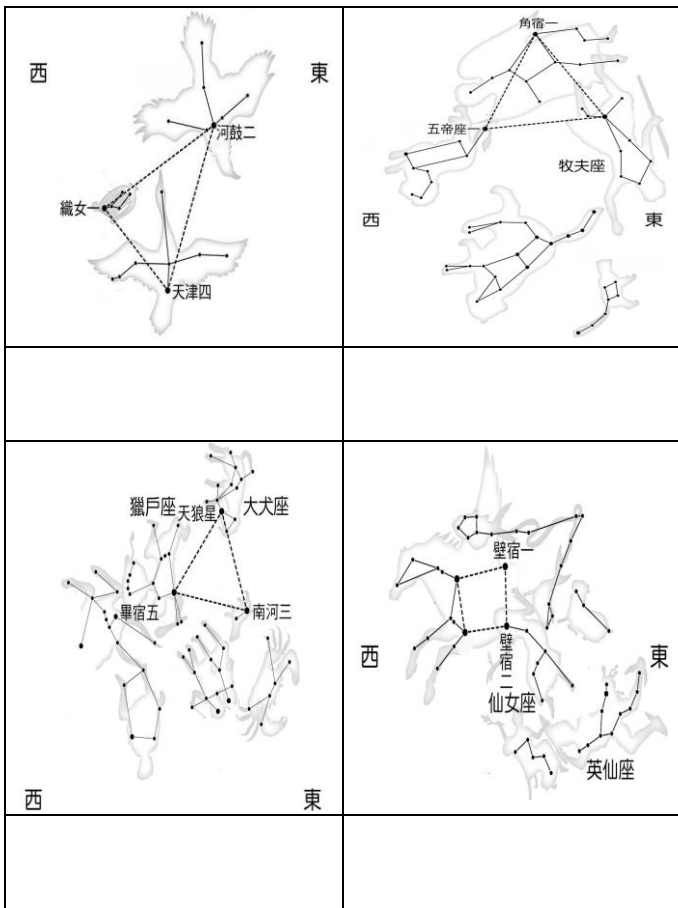 西
東
河鼓二
織女一
天津四
角宿一
五帝座一
牧夫座
西
東
獵戶座
天狼星
大犬座
畢宿五
南河三
西
東
壁宿一
西
壁宿二
東
仙女座
英仙座